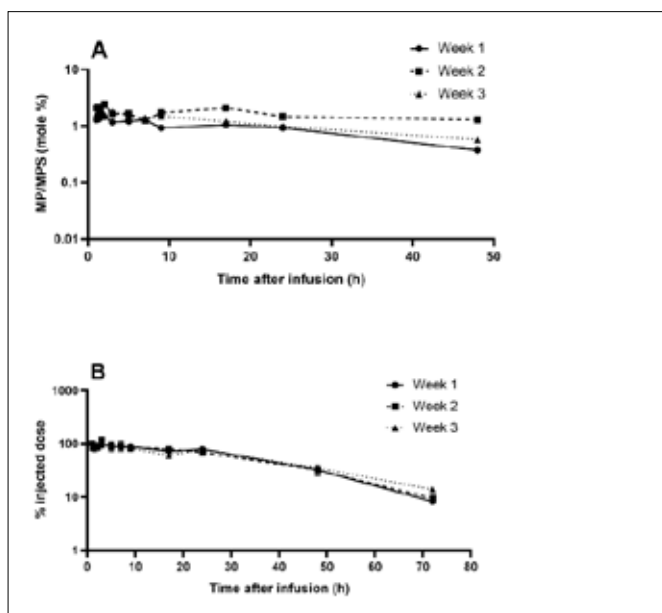 A
Week 1
Week 2
Week 3
MP/MPS (mole %)
10
1
0.1
0.01
0 10 20 30 40 50
Time after infusion (h)
B
Week 1
Week 2
Week 3
% injected dose
1000
100
10
1
0 10 20 30 40 50 60 70 80
Time after infusion (h)